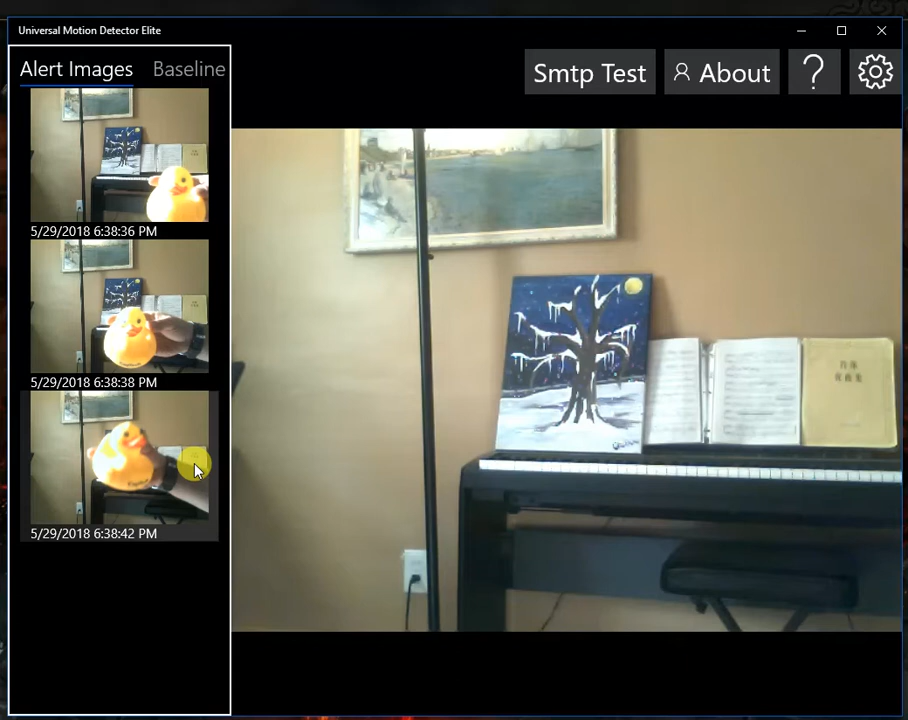 Universal Motion Detector Elite
Alert Images
Baseline
Smtp Test
About
?
5/29/2018 6:38:36 PM
5/29/2018 6:38:38 PM
5/29/2018 6:38:42 PM